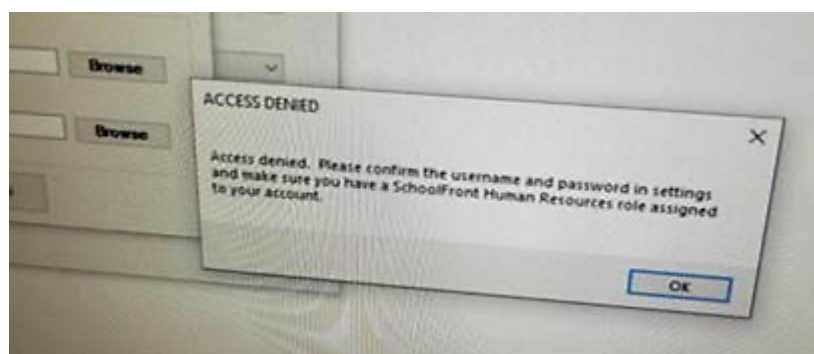 Browse
Browse
ACCESS DENIED
Access denied. Please confirm the username and password in settings
and make sure you have a SchoolFront Human Resources role assigned
to your account.
OK